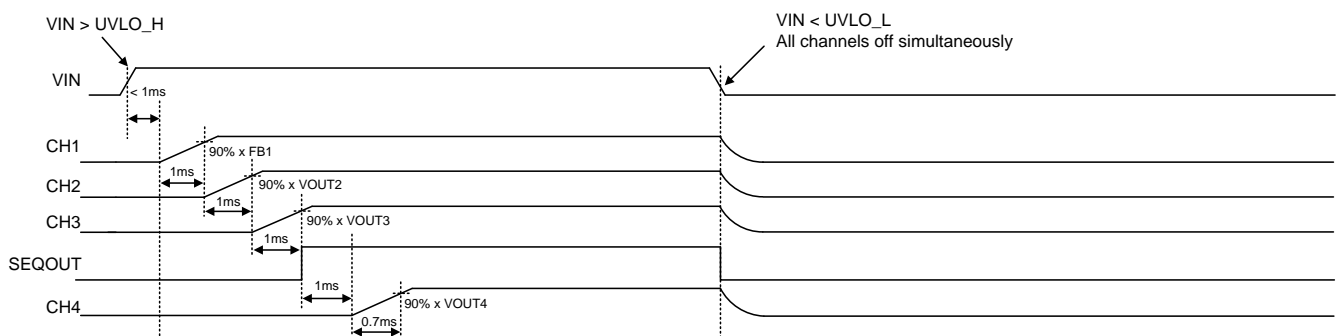 VIN > UVLO_H
VIN < UVLO_L
All channels off simultaneously
VIN
< 1ms
CH1
90% x FB1
1ms
CH2
90% x VOUT2
1ms
CH3
90% x VOUT3
1ms
SEQOUT
1ms
CH4
90% x VOUT4
0.7ms